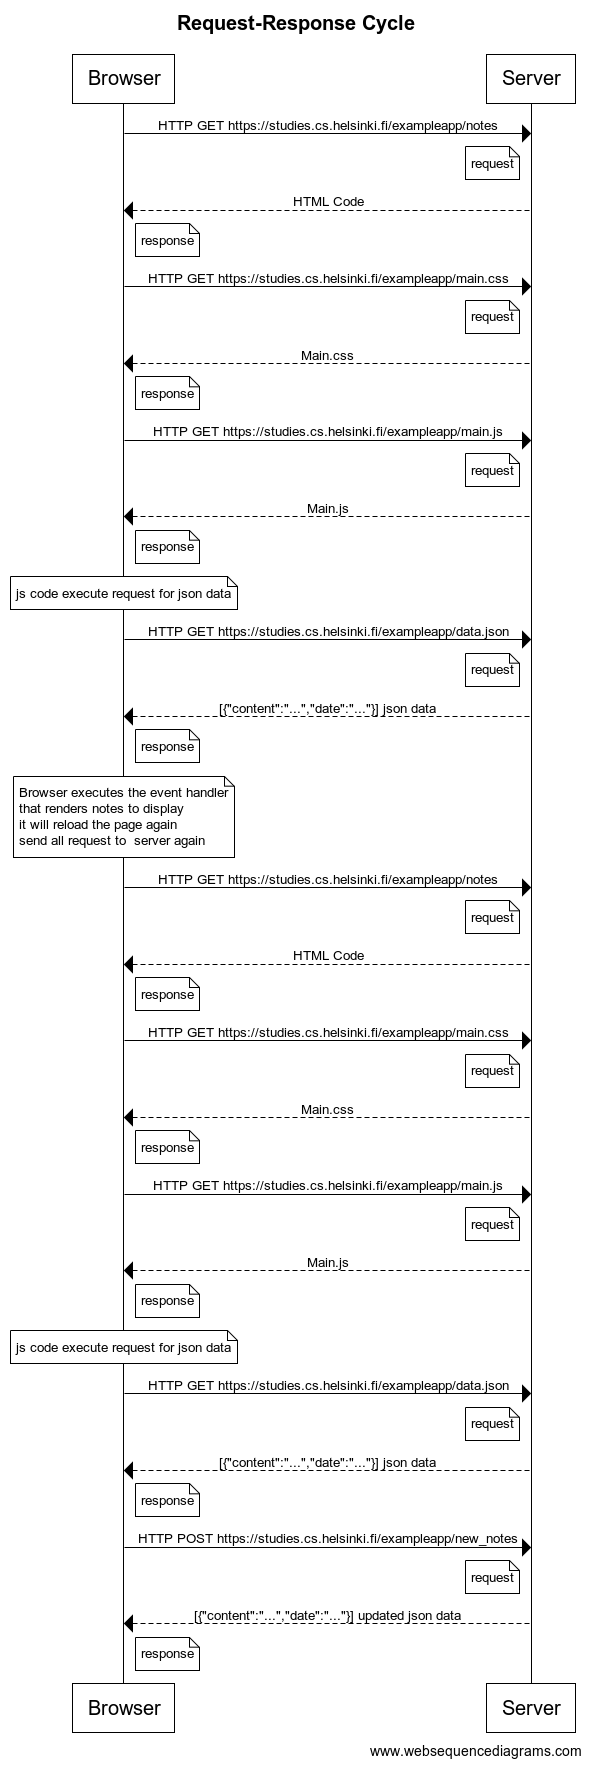 Request-Response Cycle
Browser
Server
HTTP GET https://studies.cs.helsinki.fi/exampleapp/notes
request
HTML Code
response
HTTP GET https://studies.cs.helsinki.fi/exampleapp/main.css
request
Main.css
response
HTTP GET https://studies.cs.helsinki.fi/exampleapp/main.js
request
Main.js
response
js code execute request for json data
HTTP GET https://studies.cs.helsinki.fi/exampleapp/data.json
request
[{"content":"...","date":"..."}] json data
response
Browser executes the event handler
that renders notes to display
it will reload the page again
send all request to  server again
HTTP GET https://studies.cs.helsinki.fi/exampleapp/notes
request
HTML Code
response
HTTP GET https://studies.cs.helsinki.fi/exampleapp/main.css
request
Main.css
response
HTTP GET https://studies.cs.helsinki.fi/exampleapp/main.js
request
Main.js
response
js code execute request for json data
HTTP GET https://studies.cs.helsinki.fi/exampleapp/data.json
request
[{"content":"...","date":"..."}] json data
response
HTTP POST https://studies.cs.helsinki.fi/exampleapp/new_notes
request
[{"content":"...","date":"..."}] updated json data
response
Browser
Server
www.websequencediagrams.com